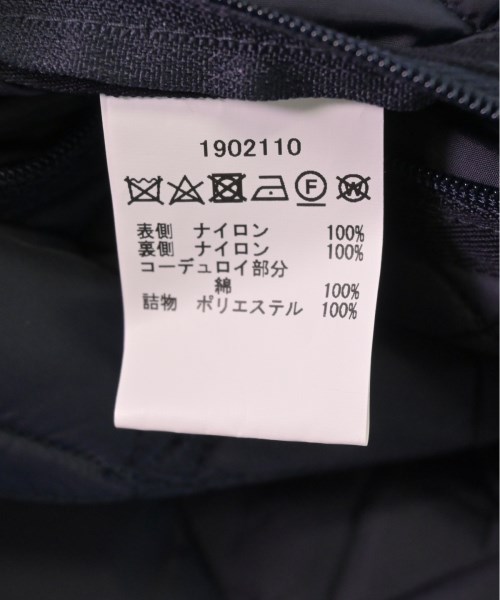 1902110
F W
表側 ナイロン 100%
裏側 ナイロン 100%
コーデュロイ部分
綿 100%
詰物 ポリエステル 100%